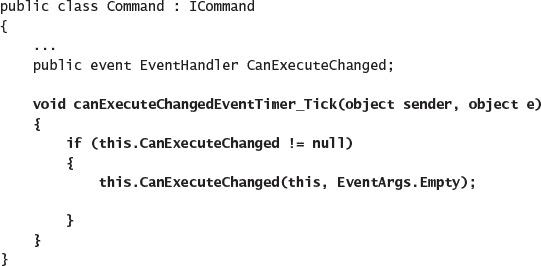 public class Command : ICommand
{
    ...
    public event EventHandler CanExecuteChanged;

    void canExecuteChangedEventTimer_Tick(object sender, object e)
    {
        if (this.CanExecuteChanged != null)
        {
            this.CanExecuteChanged(this, EventArgs.Empty);

        }
    }
}